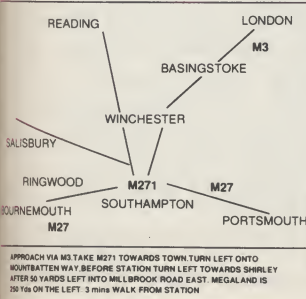 READING
LONDON
M3
BASINGSTOKE
WINCHESTER
SALISBURY
RINGWOOD
M271
M27
BOURNEMOUTH
SOUTHAMPTON
M27
PORTSMOUTH
APPROACH VIA M3.TAKE M271 TOWARDS TOWN.TURN LEFT ONTO
MOUNTBATTEN WAY.BEFORE STATION TURN LEFT TOWARDS SHIRLEY
AFTER 50 YARDS LEFT INTO MILLBROOK ROAD EAST. MEGALAND IS
250 Yds ON THE LEFT. 3 mins WALK FROM STATION